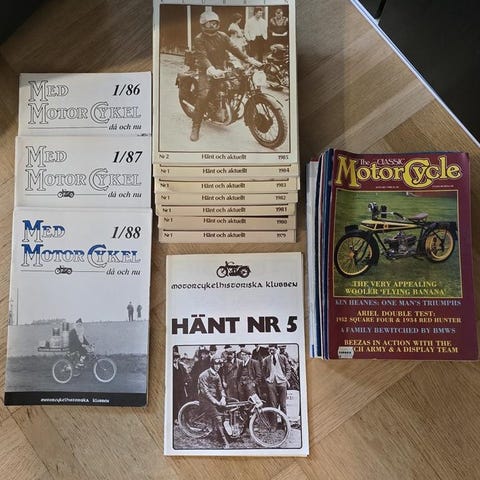 1/86
MED
MOTOR CYKEL
då och nu
1/87
MED
MOTOR CYKEL
då och nu
1/88
MED
MOTOR CYKEL
då och nu
motorcykelhistoriska klubben
Nr 2 Hänt och aktuellt 1985
Nr 1 Hänt och aktuellt 1984
Nr 1 Hänt och aktuellt 1983
Nr 1 Hänt och aktuellt 1982
Nr 1 Hänt och aktuellt 1981
Nr 1 Hänt och aktuellt 1980
Nr 1 Hänt och aktuellt 1979
motorcykelhistoriska klubben
HÄNT NR 5
The CLASSIC
MotorCycle
THE VERY APPEALING
WOOLER 'FLYING BANANA'
KEN HEANES: ONE MAN'S TRIUMPHS
ARIEL DOUBLE TEST:
1952 SQUARE FOUR & 1934 RED HUNTER
A FAMILY BEWITCHED BY BMWS
BEEZAS IN ACTION WITH THE
ARMY & A DISPLAY TEAM